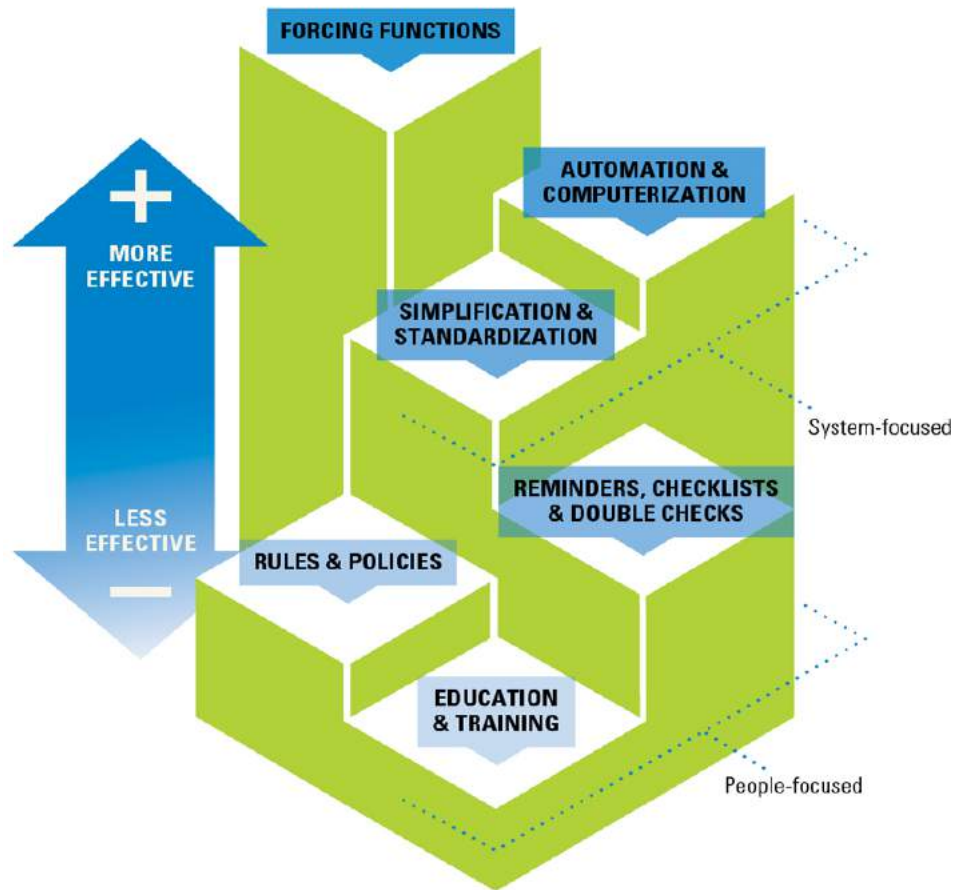 FORCING FUNCTIONS
AUTOMATION &
COMPUTERIZATION
MORE
EFFECTIVE
SIMPLIFICATION &
STANDARDIZATION
System-focused
REMINDERS, CHECKLISTS
& DOUBLE CHECKS
LESS
EFFECTIVE
RULES & POLICIES
EDUCATION
& TRAINING
People-focused